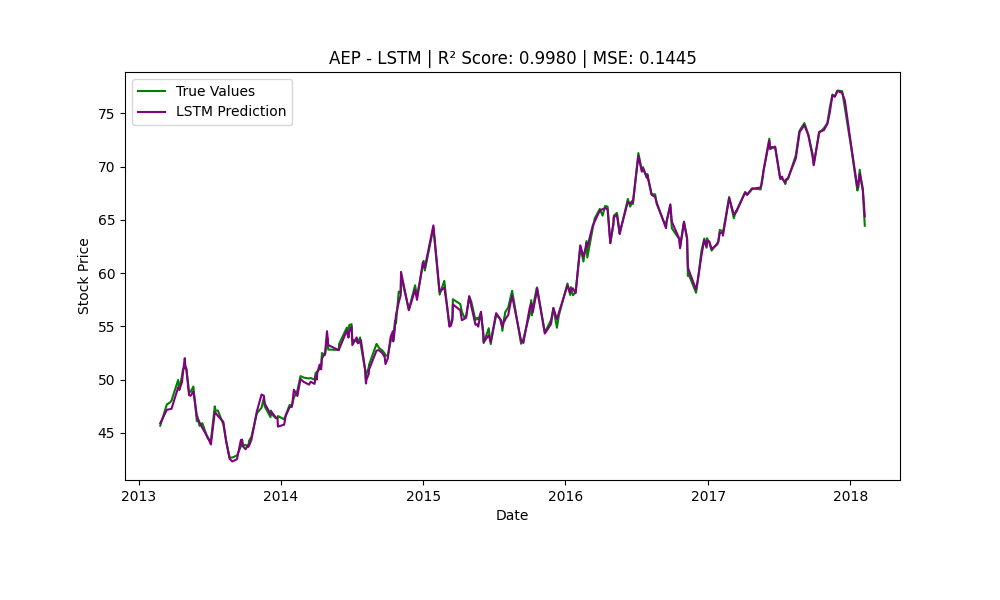 AEP - LSTM | R² Score: 0.9980 | MSE: 0.1445
True Values
LSTM Prediction
75
70
65
60
55
50
45
Stock Price
2013 2014 2015 2016 2017 2018
Date